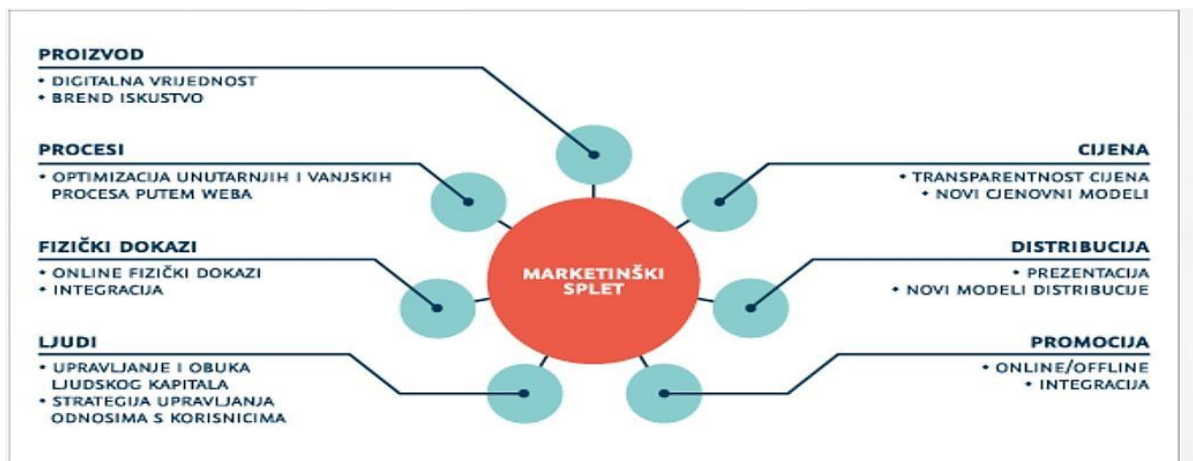 PROIZVOD
• DIGITALNA VRIJEDNOST
• BREND ISKUSTVO
PROCESI
• OPTIMIZACIJA UNUTARNJIH I VANJSKIH
PROCESA PUTEM WEBA
FIZIČKI DOKAZI
• ONLINE FIZIČKI DOKAZI
• INTEGRACIJA
LJUDI
• UPRAVLJANJE I OBUKA
LJUDSKOG KAPITALA
• STRATEGIJA UPRAVLJANJA
ODNOSIMA S KORISNICIMA
MARKETINŠKI
SPLET
CIJENA
• TRANSPARENTNOST CIJENA
• NOVI CJENOVNI MODELI
DISTRIBUCIJA
• PREZENTACIJA
• NOVI MODELI DISTRIBUCIJE
PROMOCIJA
• ONLINE/OFFLINE
• INTEGRACIJA